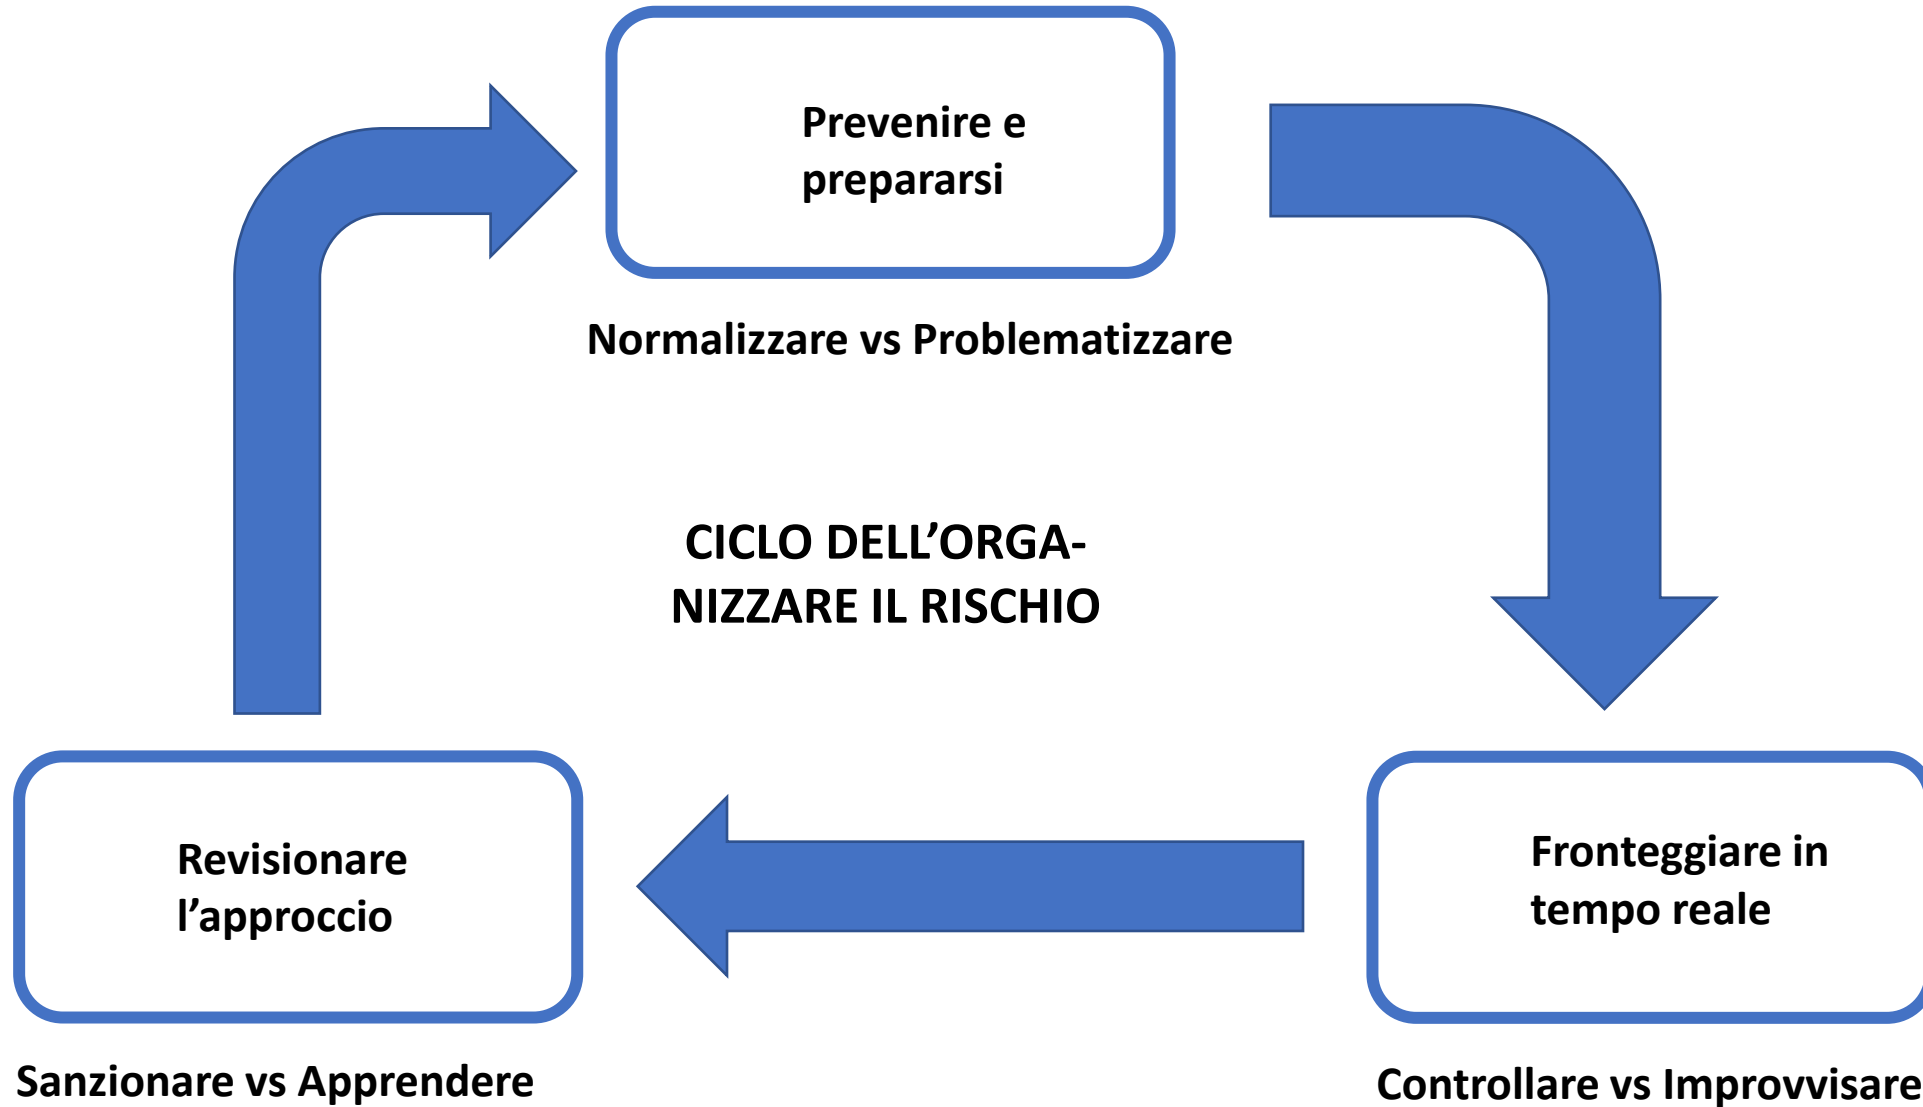 Prevenire e
prepararsi
Normalizzare vs Problematizzare
CICLO DELL’ORGA-
NIZZARE IL RISCHIO
Revisionare
l’approccio
Fronteggiare in
tempo reale
Sanzionare vs Apprendere
Controllare vs Improvvisare